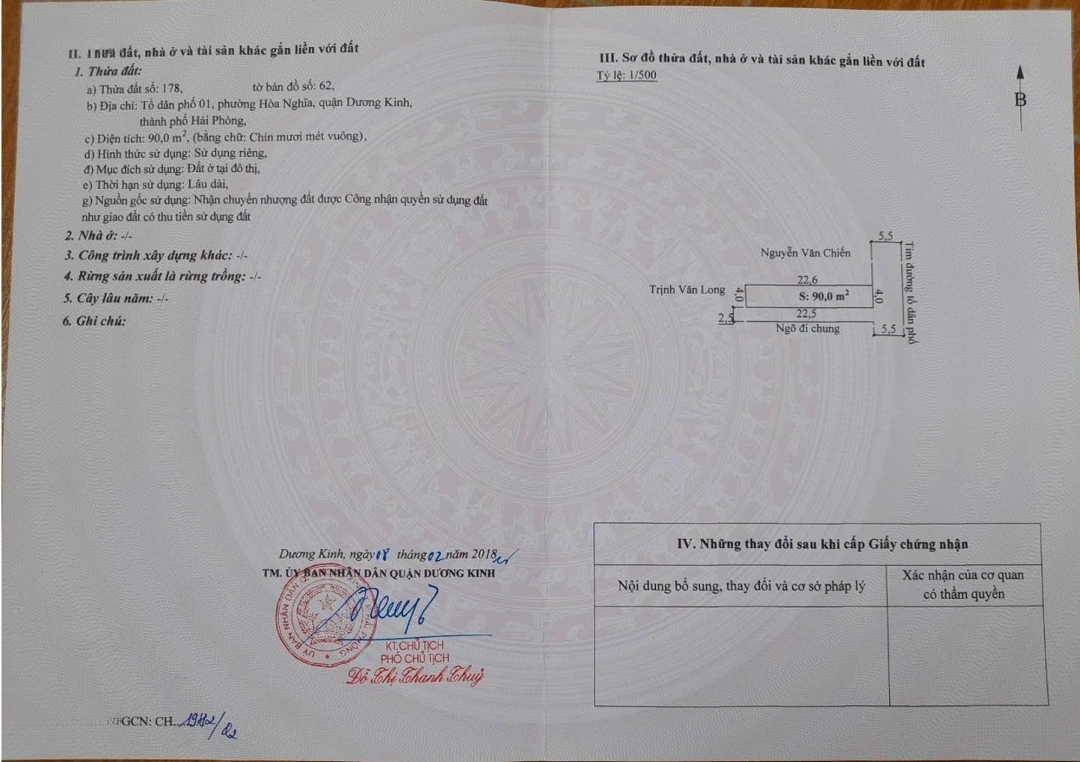 II. Thửa đất, nhà ở và tài sản khác gắn liền với đất
1. Thửa đất:
a) Thửa đất số: 178, tờ bản đồ số: 62,
b) Địa chỉ: Tổ dân phố 01, phường Hòa Nghĩa, quận Dương Kinh,
thành phố Hải Phòng,
c) Diện tích: 90,0 m², (bằng chữ: Chín mươi mét vuông),
d) Hình thức sử dụng: Sử dụng riêng,
đ) Mục đích sử dụng: Đất ở tại đô thị,
e) Thời hạn sử dụng: Lâu dài,
g) Nguồn gốc sử dụng: Nhận chuyển nhượng đất được Công nhận quyền sử dụng đất
như giao đất có thu tiền sử dụng đất
2. Nhà ở: -/-
3. Công trình xây dựng khác: -/-
4. Rừng sản xuất là rừng trồng: -/-
5. Cây lâu năm: -/-
6. Ghi chú:
Dương Kinh, ngày 08 tháng 02 năm 2018
TM. ỦY BAN NHÂN DÂN QUẬN DƯƠNG KINH
KT.CHỦ TỊCH
PHÓ CHỦ TỊCH
Đỗ Thị Thanh Thuỷ
GCN: CH
III. Sơ đồ thửa đất, nhà ở và tài sản khác gắn liền với đất
Tỷ lệ: 1/500
B
5,5
Nguyễn Văn Chiến
Tim đường tổ dân phố
22,6
Trịnh Văn Long
4,0
S: 90,0 m²
4,0
2,5
22,5
Ngõ đi chung
5,5
IV. Những thay đổi sau khi cấp Giấy chứng nhận
Nội dung bổ sung, thay đổi và cơ sở pháp lý
Xác nhận của cơ quan
có thẩm quyền